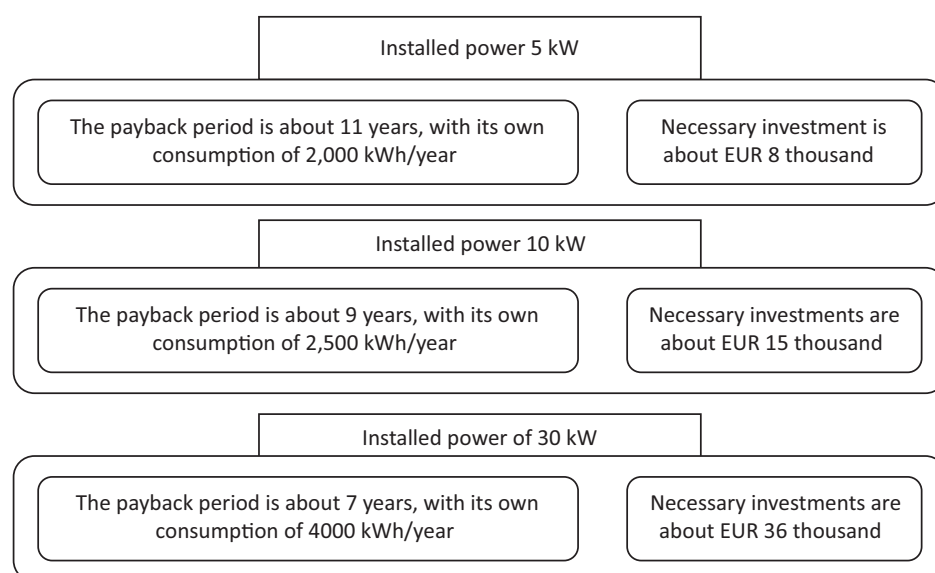 Installed power 5 kW
The payback period is about 11 years, with its own
consumption of 2,000 kWh/year
Necessary investment is
about EUR 8 thousand
Installed power 10 kW
The payback period is about 9 years, with its own
consumption of 2,500 kWh/year
Necessary investments are
about EUR 15 thousand
Installed power of 30 kW
The payback period is about 7 years, with its own
consumption of 4000 kWh/year
Necessary investments are
about EUR 36 thousand